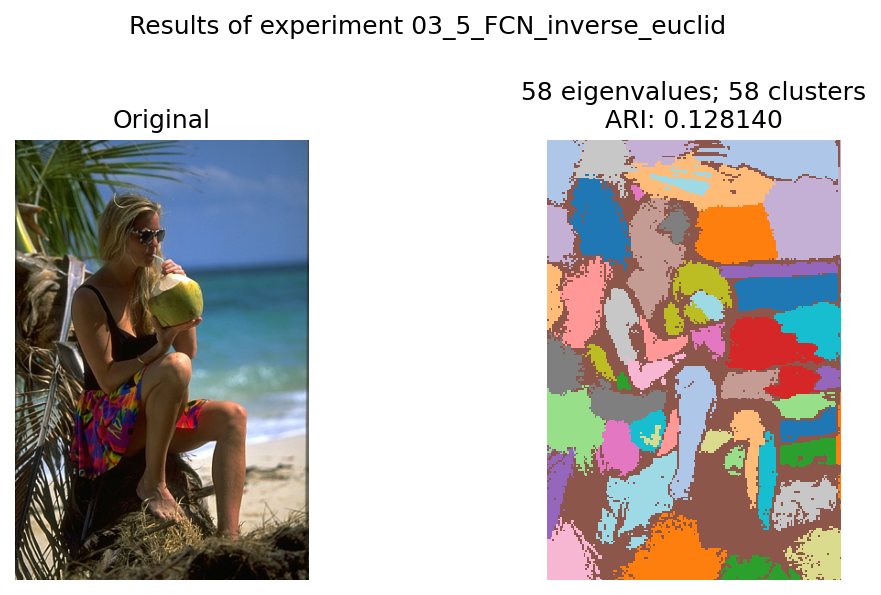 Results of experiment 03_5_FCN_inverse_euclid
Original
58 eigenvalues; 58 clusters
ARI: 0.128140